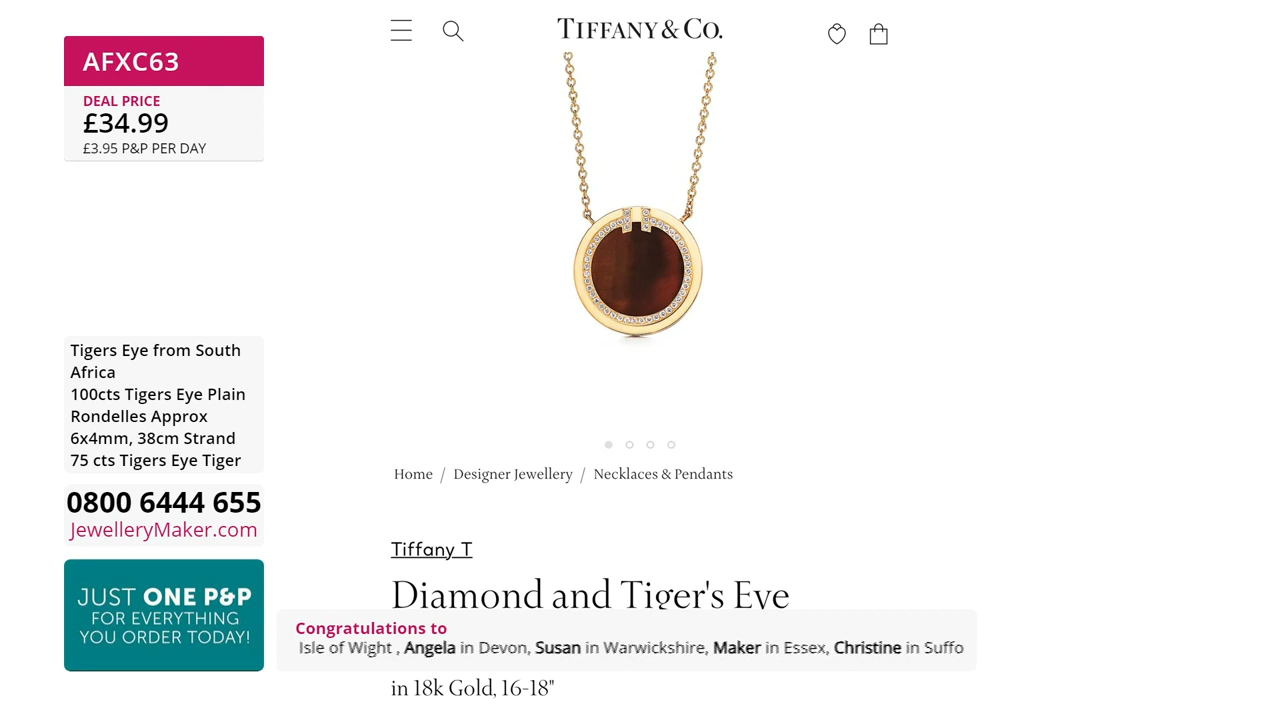 AFXC63
DEAL PRICE
£34.99
£3.95 P&P PER DAY
Tigers Eye from South
Africa
100cts Tigers Eye Plain
Rondelles Approx
6x4mm, 38cm Strand
75 cts Tigers Eye Tiger
0800 6444 655
JewelleryMaker.com
JUST ONE P&P
FOR EVERYTHING
YOU ORDER TODAY!
TIFFANY & CO.
Home / Designer Jewellery / Necklaces & Pendants
Tiffany T
Diamond and Tiger's Eye
Congratulations to
Isle of Wight , Angela in Devon, Susan in Warwickshire, Maker in Essex, Christine in Suffo
in 18k Gold, 16-18"